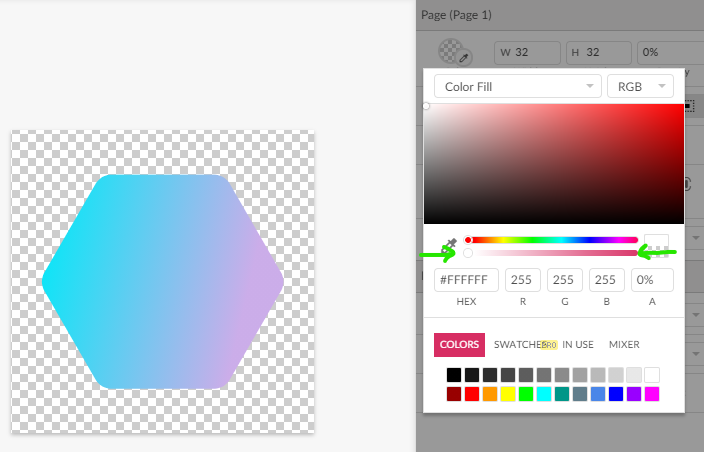 Page (Page 1)
W 32 H 32 0%
Color Fill RGB
#FFFFFF 255 255 255 0%
HEX R G B A
COLORS SWATCHES PRO IN USE MIXER